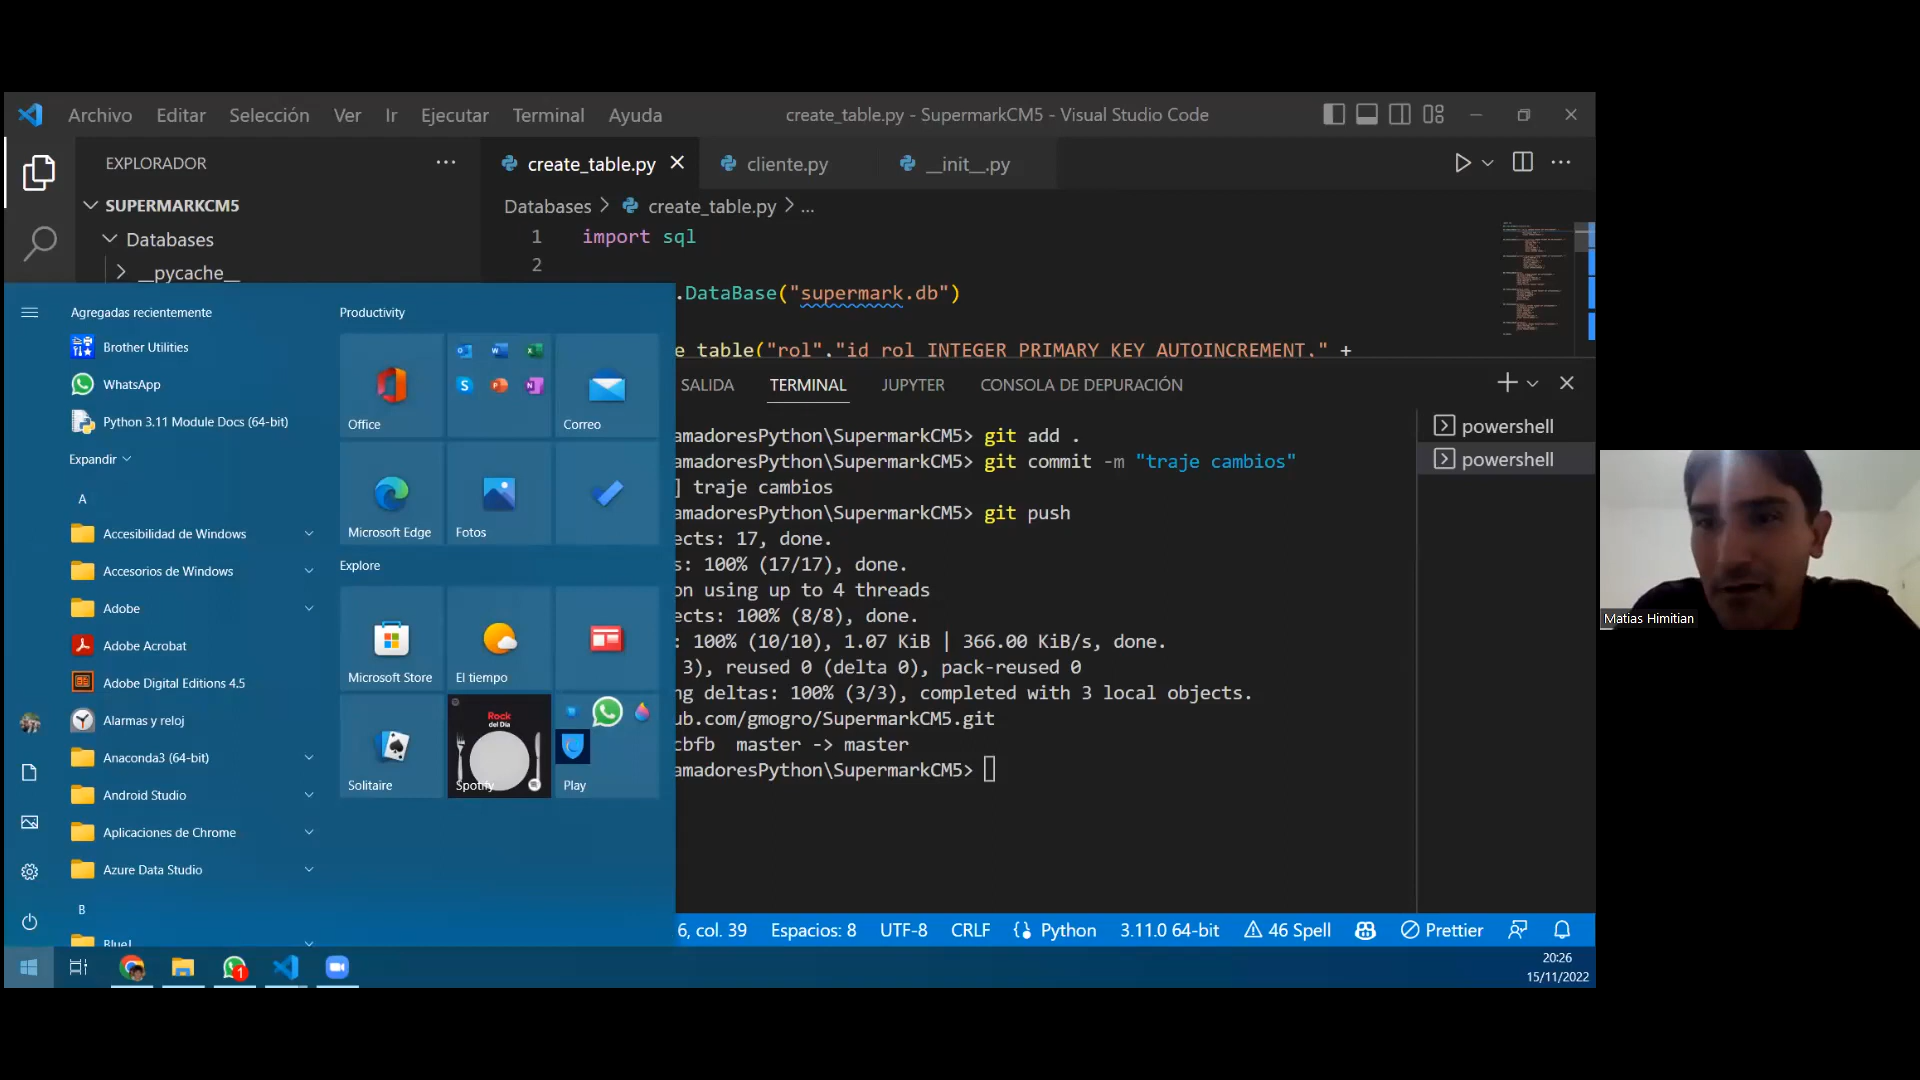 Archivo Editar Selección Ver Ir Ejecutar Terminal Ayuda
create_table.py - SupermarkCM5 - Visual Studio Code
EXPLORADOR
create_table.py
cliente.py
__init__.py
SUPERMARKCM5
Databases > create_table.py > ...
Databases
__pycache__
1 import sql
2
.DataBase("supermark.db")
e_table("rol","id_rol INTEGER PRIMARY KEY AUTOINCREMENT," +
Agregadas recientemente
Brother Utilities
WhatsApp
Python 3.11 Module Docs (64-bit)
Expandir
A
Accesibilidad de Windows
Accesorios de Windows
Adobe
Adobe Acrobat
Adobe Digital Editions 4.5
Alarmas y reloj
Anaconda3 (64-bit)
Android Studio
Aplicaciones de Chrome
Azure Data Studio
B
BlueJ
Productivity
Office
Correo
Microsoft Edge
Fotos
Explore
Microsoft Store
El tiempo
Solitaire
Rock
del Día
Spotify
Play
SALIDA TERMINAL JUPYTER CONSOLA DE DEPURACIÓN
amadoresPython\SupermarkCM5> git add .
amadoresPython\SupermarkCM5> git commit -m "traje cambios"
] traje cambios
amadoresPython\SupermarkCM5> git push
ects: 17, done.
s: 100% (17/17), done.
on using up to 4 threads
ects: 100% (8/8), done.
: 100% (10/10), 1.07 KiB | 366.00 KiB/s, done.
3), reused 0 (delta 0), pack-reused 0
ng deltas: 100% (3/3), completed with 3 local objects.
ub.com/gmogro/SupermarkCM5.git
cbfb master -> master
amadoresPython\SupermarkCM5>
powershell
powershell
Matias Himitian
6, col. 39 Espacios: 8 UTF-8 CRLF Python 3.11.0 64-bit 46 Spell Prettier
1
20:26
15/11/2022